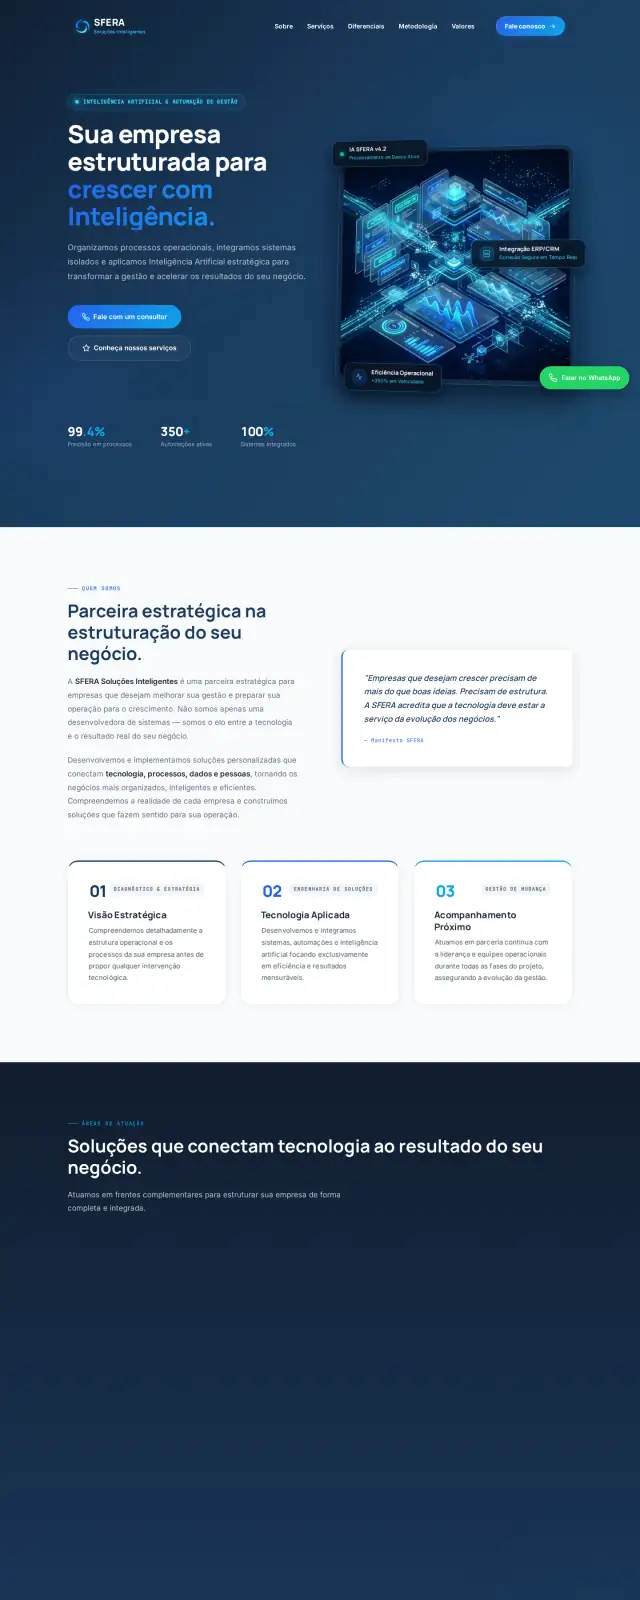 SFERA
Soluções Inteligentes
Sobre
Serviços
Diferenciais
Metodologia
Valores
Fale conosco →
INTELIGÊNCIA ARTIFICIAL & AUTOMAÇÃO DE GESTÃO
Sua empresa
estruturada para
crescer com
Inteligência.
Organizamos processos operacionais, integramos sistemas
isolados e aplicamos Inteligência Artificial estratégica para
transformar a gestão e acelerar os resultados do seu negócio.
Fale com um consultor
Conheça nossos serviços
IA SFERA v4.2
Processamento de Dados Ativo
Integração ERP/CRM
Conexão Segura em Tempo Real
Eficiência Operacional
+350% em Velocidade
Falar no WhatsApp
99.4%
Precisão em processos
350+
Automações ativas
100%
Sistemas integrados
QUEM SOMOS
Parceira estratégica na
estruturação do seu
negócio.
A SFERA Soluções Inteligentes é uma parceira estratégica para
empresas que desejam melhorar sua gestão e preparar sua
operação para o crescimento. Não somos apenas uma
desenvolvedora de sistemas — somos o elo entre a tecnologia
e o resultado real do seu negócio.
Desenvolvemos e implementamos soluções personalizadas que
conectam tecnologia, processos, dados e pessoas, tornando os
negócios mais organizados, inteligentes e eficientes.
Compreendemos a realidade de cada empresa e construímos
soluções que fazem sentido para sua operação.
"Empresas que desejam crescer precisam de
mais do que boas ideias. Precisam de estrutura.
A SFERA acredita que a tecnologia deve estar a
serviço da evolução dos negócios."
— Manifesto SFERA
01
DIAGNÓSTICO & ESTRATÉGIA
Visão Estratégica
Compreendemos detalhadamente a
estrutura operacional e os
processos da sua empresa antes de
propor qualquer intervenção
tecnológica.
02
ENGENHARIA DE SOLUÇÕES
Tecnologia Aplicada
Desenvolvemos e integramos
sistemas, automações e inteligência
artificial focando exclusivamente
em eficiência e resultados
mensuráveis.
03
GESTÃO DE MUDANÇA
Acompanhamento
Próximo
Atuamos em parceria contínua com
a liderança e equipes operacionais
durante todas as fases do projeto,
assegurando a evolução da gestão.
ÁREAS DE ATUAÇÃO
Soluções que conectam tecnologia ao resultado do seu
negócio.
Atuamos em frentes complementares para estruturar sua empresa de forma
completa e integrada.